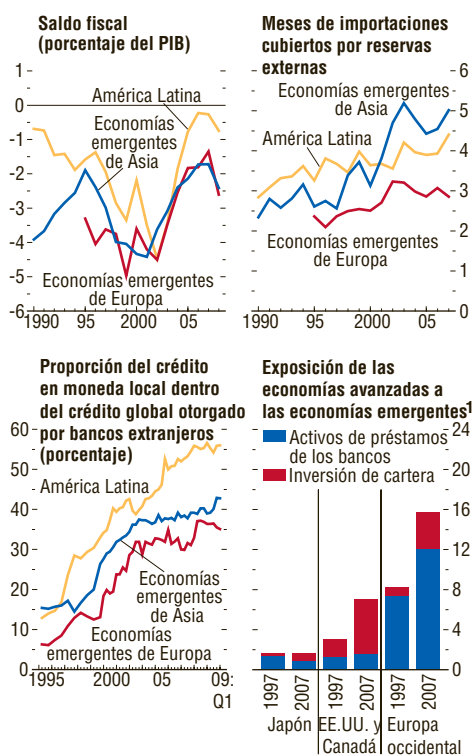 Saldo fiscal
(porcentaje del PIB)
1
0
-1
-2
-3
-4
-5
-6
América Latina
Economías
emergentes
de Asia
Economías emergentes
de Europa
1990
95
2000
05
Meses de importaciones
cubiertos por reservas
externas
6
5
4
3
2
1
0
Economías emergentes
de Asia
América Latina
Economías emergentes
de Europa
1990
95
2000
05
Proporción del crédito
en moneda local dentro
del crédito global otorgado
por bancos extranjeros
(porcentaje)
60
50
40
30
20
10
0
América Latina
Economías
emergentes
de Asia
Economías
emergentes de Europa
1995
2000
05
09:
Q1
Exposición de las
economías avanzadas a
las economías emergentes1
Activos de préstamos
de los bancos
Inversión de cartera
24
20
16
12
8
4
0
1997
2007
1997
2007
1997
2007
Japón
EE.UU. y
Canadá
Europa
occidental